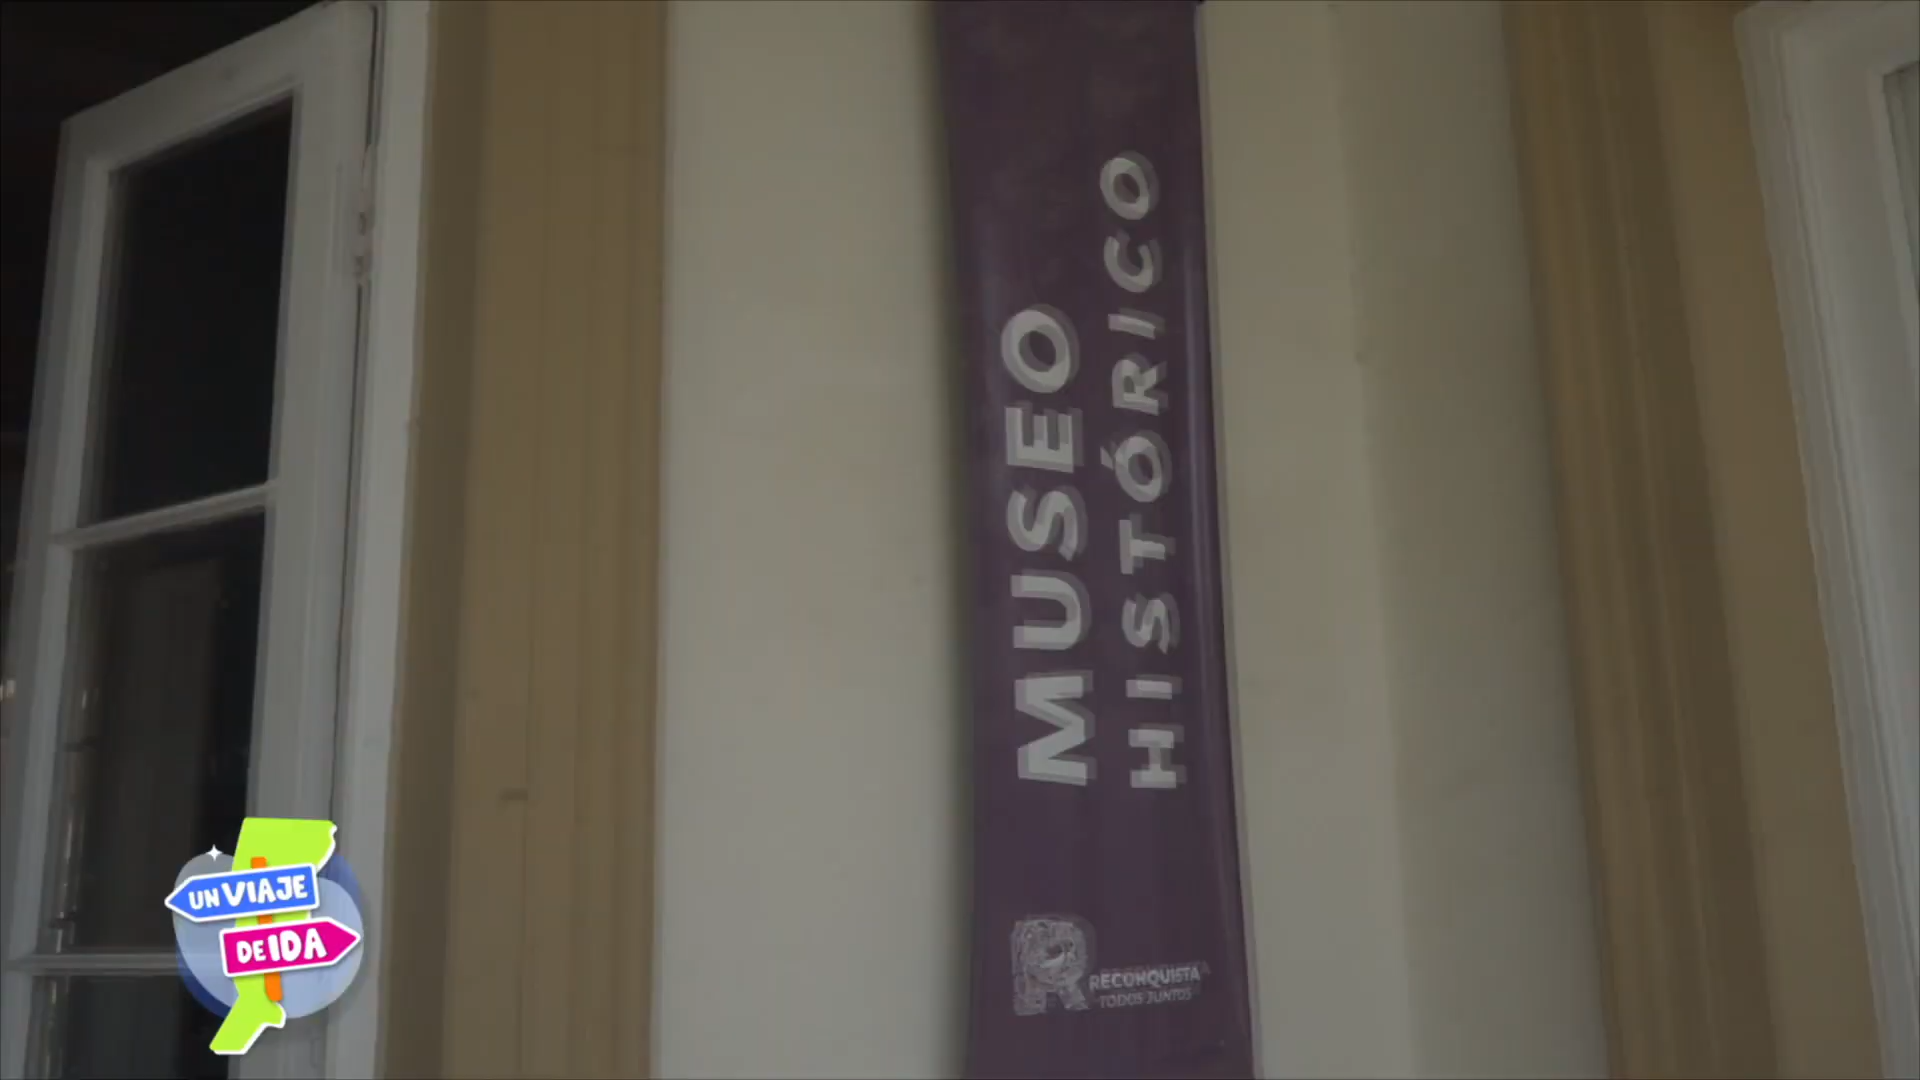 MUSEO
HISTÓRICO
RECONQUISTA
TODOS JUNTOS
UN VIAJE
DE IDA